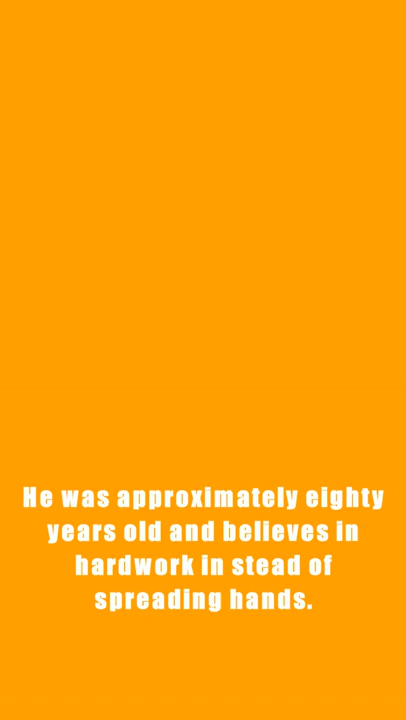 He was approximately eighty
years old and believes in
hardwork in stead of
spreading hands.